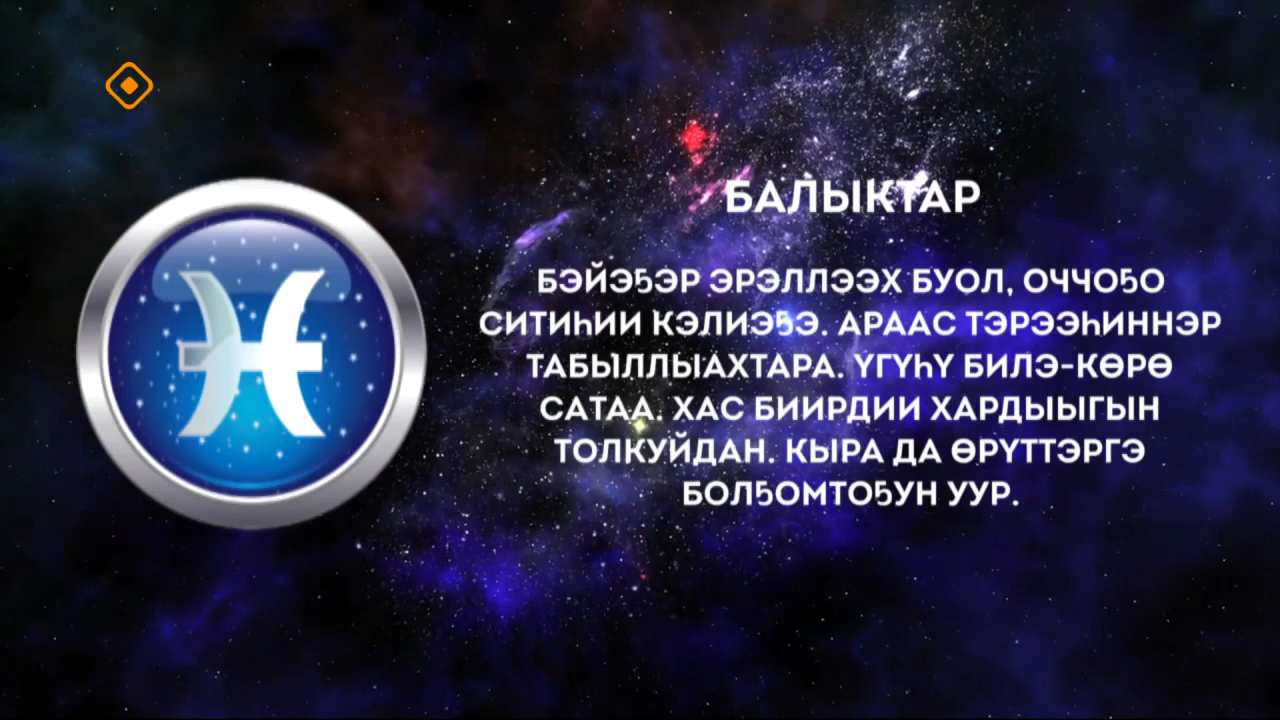 БАЛЫКТАР
БЭЙЭҔЭР ЭРЭЛЛЭЭХ БУОЛ, ОЧЧОҔО
СИТИҺИИ КЭЛИЭҔЭ. АРААС ТЭРЭЭҺИННЭР
ТАБЫЛЛЫАХТАРА. ҮГҮҺҮ БИЛЭ-КӨРӨ
САТАА. ХАС БИИРДИИ ХАРДЫЫГЫН
ТОЛКУЙДАН. КЫРА ДА ӨРҮТТЭРГЭ
БОЛҔОМТОҔУН УУР.